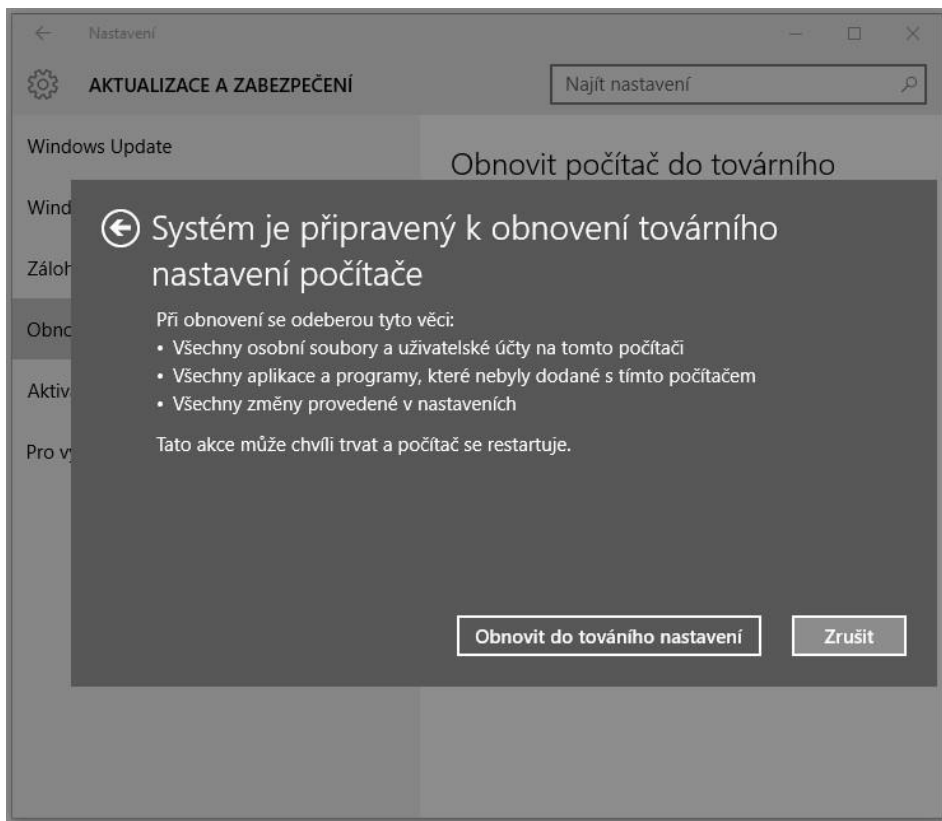 Nastavení
AKTUALIZACE A ZABEZPEČENÍ
Najít nastavení
Windows Update
Obnovit počítač do továrního
Wind
Záloh
Obno
Aktiv
Pro vý
Systém je připravený k obnovení továrního
nastavení počítače
Při obnovení se odeberou tyto věci:
• Všechny osobní soubory a uživatelské účty na tomto počítači
• Všechny aplikace a programy, které nebyly dodané s tímto počítačem
• Všechny změny provedené v nastaveních
Tato akce může chvíli trvat a počítač se restartuje.
Obnovit do továního nastavení
Zrušit